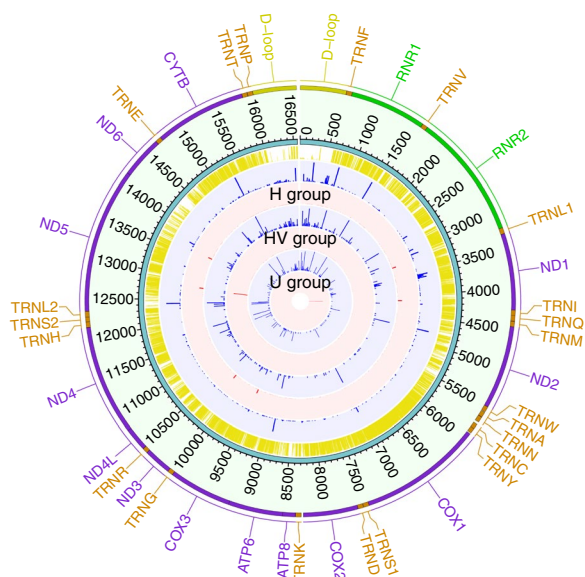 D-loop
TRNF
RNR1
TRNV
RNR2
TRNL1
ND1
TRNI
TRNQ
TRNM
ND2
TRNW
TRNA
TRNN
TRNC
TRNY
COX1
TRNS1
TRND
COX2
TRNK
ATP8
ATP6
COX3
TRNG
ND3
TRNR
ND4L
ND4
TRNH
TRNS2
TRNL2
ND5
ND6
TRNE
CYTB
TRNT
TRNP
D-loop
0
500
1000
1500
2000
2500
3000
3500
4000
4500
5000
5500
6000
6500
7000
7500
8000
8500
9000
9500
10000
10500
11000
11500
12000
12500
13000
13500
14000
14500
15000
15500
16000
16500
H group
HV group
U group